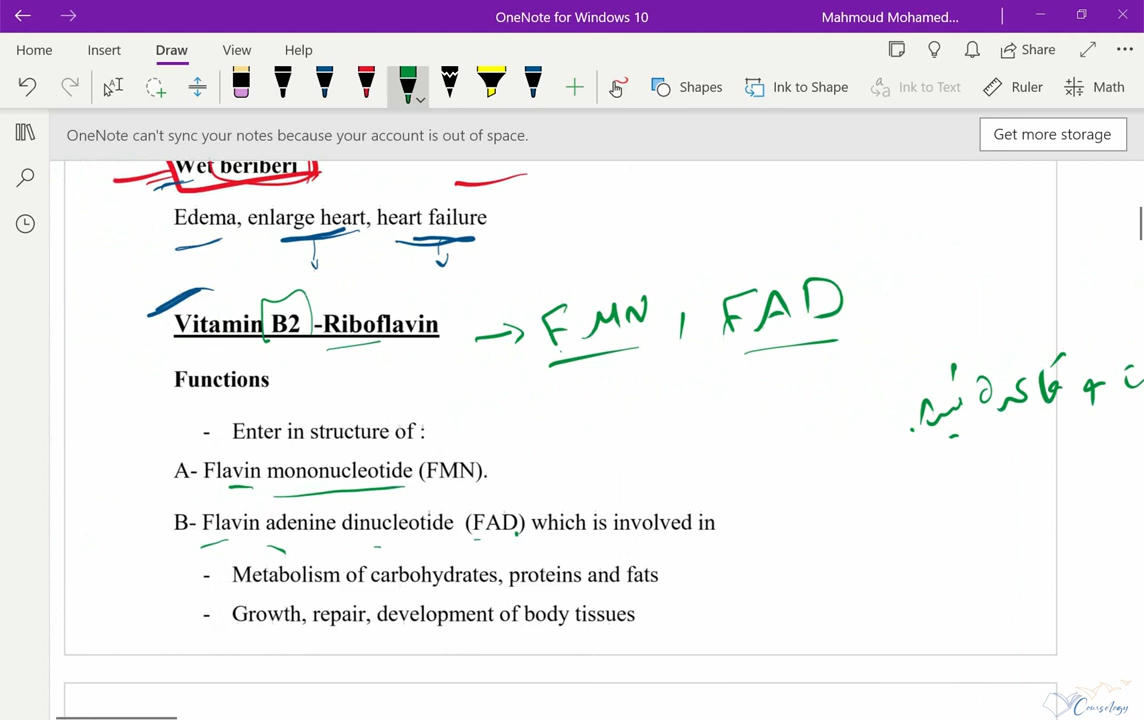 OneNote for Windows 10
Mahmoud Mohamed...
Home Insert Draw View Help Share
Shapes Ink to Shape Ink to Text Ruler Math
OneNote can't sync your notes because your account is out of space.
Get more storage
Wet beriberi
Edema, enlarge heart, heart failure
Vitamin B2 -Riboflavin → FMN , FAD
Functions
- Enter in structure of :
A- Flavin mononucleotide (FMN).
B- Flavin adenine dinucleotide (FAD) which is involved in
- Metabolism of carbohydrates, proteins and fats
- Growth, repair, development of body tissues
Coursology